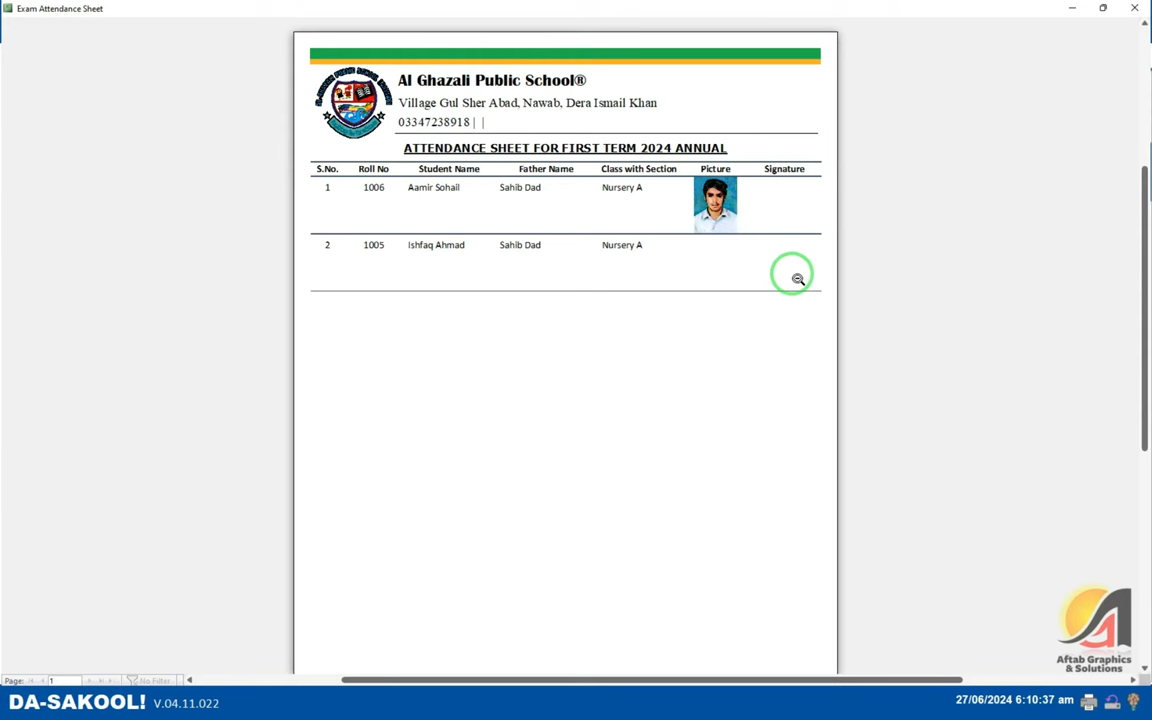 Exam Attendance Sheet
Al Ghazali Public School®
Village Gul Sher Abad, Nawab, Dera Ismail Khan
03347238918 | |
ATTENDANCE SHEET FOR FIRST TERM 2024 ANNUAL
S.No. Roll No Student Name Father Name Class with Section Picture Signature
1 1006 Aamir Sohail Sahib Dad Nursery A
2 1005 Ishfaq Ahmad Sahib Dad Nursery A
Aftab Graphics
& Solutions
Page: 1 No Filter
DA-SAKOOL! V.04.11.022 27/06/2024 6:10:37 am